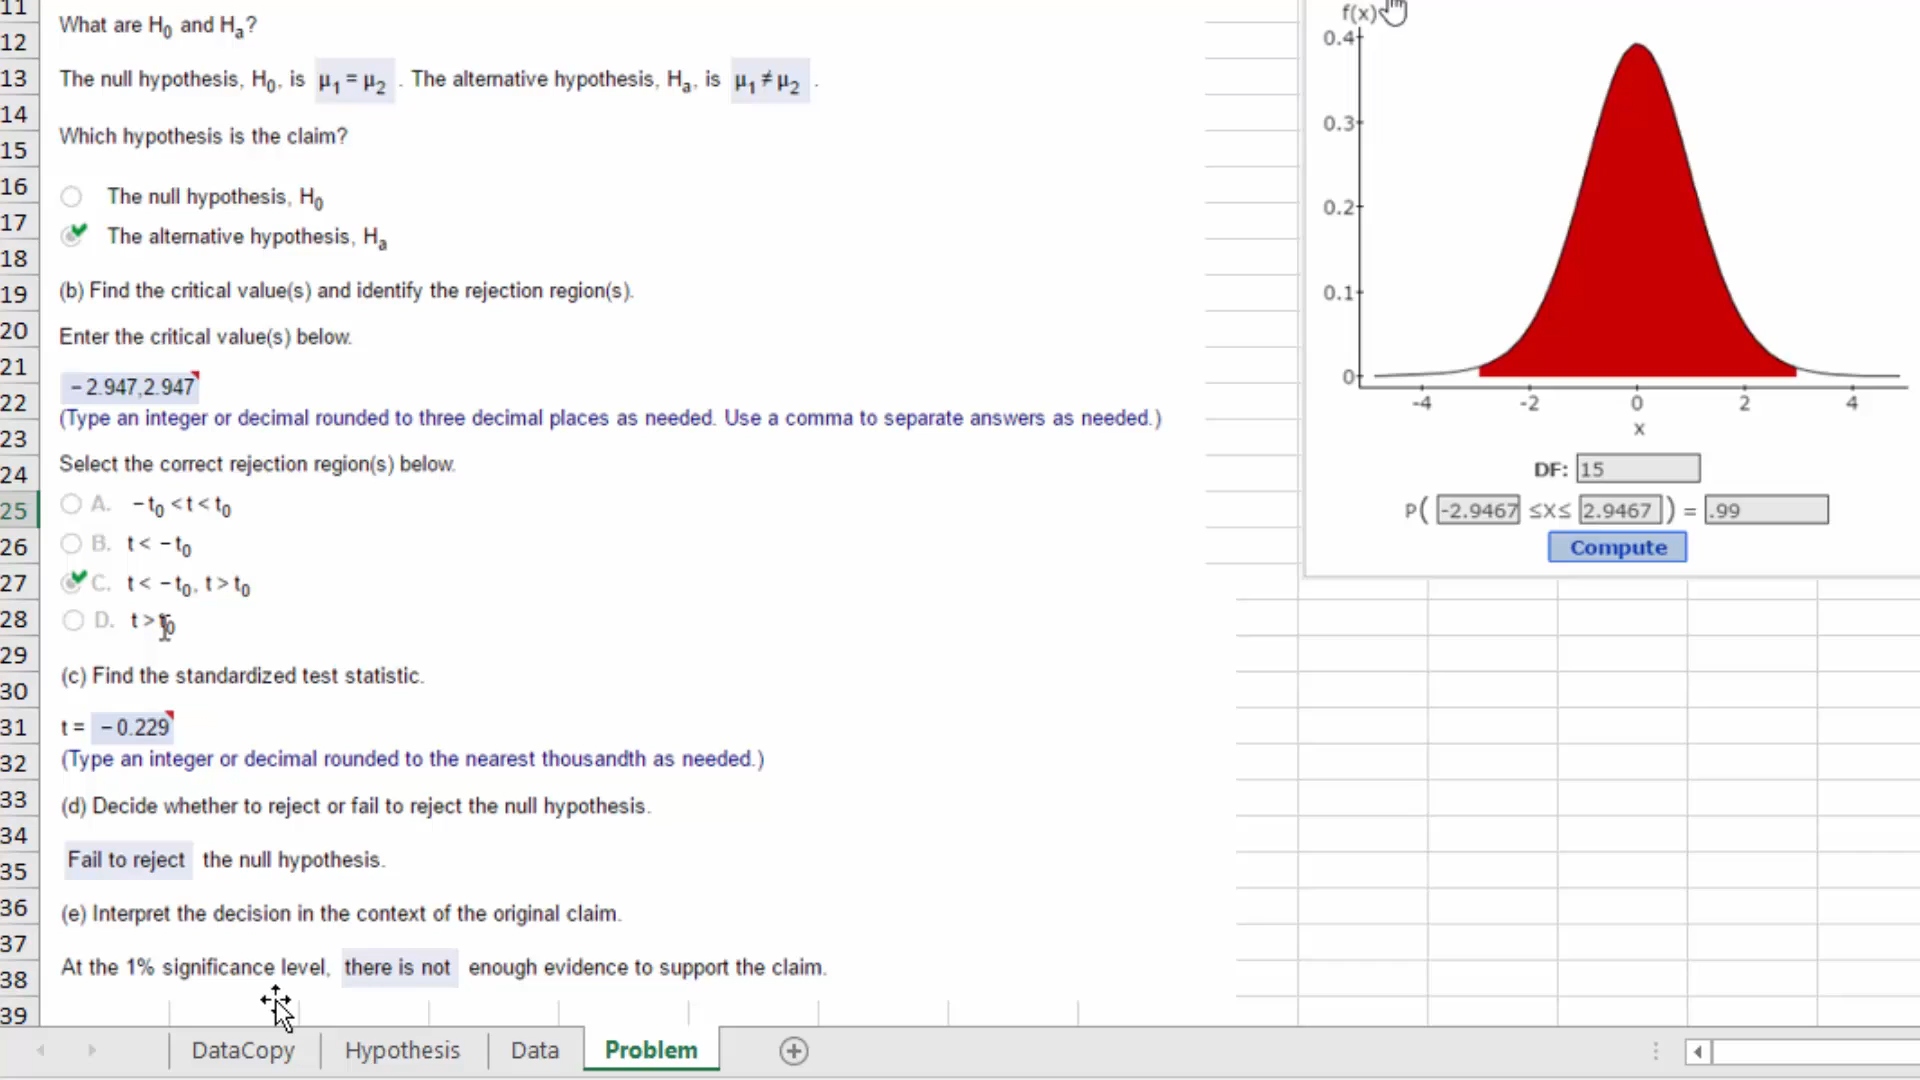 11
12
13
14
15
16
17
18
19
20
21
22
23
24
25
26
27
28
29
30
31
32
33
34
35
36
37
38
39
What are H0 and Ha?
The null hypothesis, H0, is μ1 = μ2 . The alternative hypothesis, Ha, is μ1 ≠ μ2 .
Which hypothesis is the claim?
The null hypothesis, H0
The alternative hypothesis, Ha
(b) Find the critical value(s) and identify the rejection region(s).
Enter the critical value(s) below.
− 2.947,2.947
(Type an integer or decimal rounded to three decimal places as needed. Use a comma to separate answers as needed.)
Select the correct rejection region(s) below.
A. − t0 < t < t0
B. t < − t0
C. t < − t0, t > t0
D. t > t0
(c) Find the standardized test statistic.
t = − 0.229
(Type an integer or decimal rounded to the nearest thousandth as needed.)
(d) Decide whether to reject or fail to reject the null hypothesis.
Fail to reject the null hypothesis.
(e) Interpret the decision in the context of the original claim.
At the 1% significance level, there is not enough evidence to support the claim.
f(x)
0.4
0.3
0.2
0.1
0
-4 -2 0 2 4
x
DF: 15
P( -2.9467 ≤X≤ 2.9467 ) = .99
Compute
DataCopy Hypothesis Data Problem